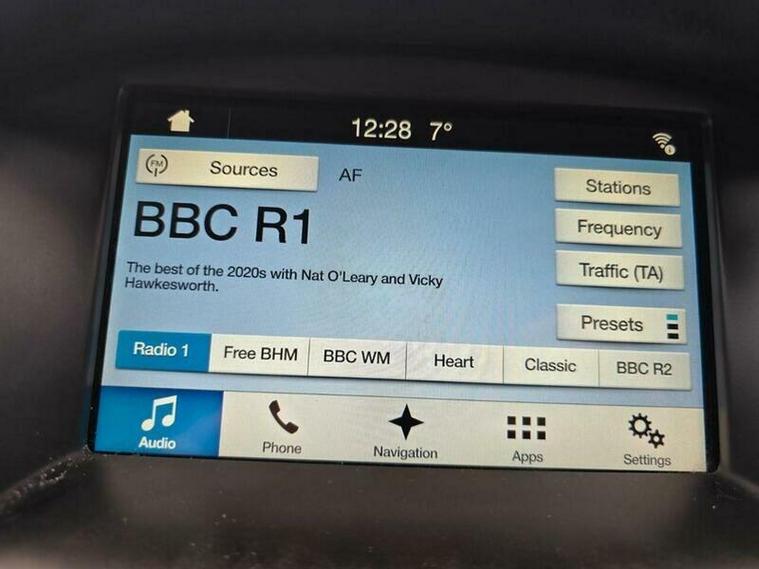 12:28 7°
FM
Sources
AF
Stations
BBC R1
Frequency
The best of the 2020s with Nat O'Leary and Vicky
Hawkesworth.
Traffic (TA)
Presets
Radio 1
Free BHM
BBC WM
Heart
Classic
BBC R2
Audio
Phone
Navigation
Apps
Settings